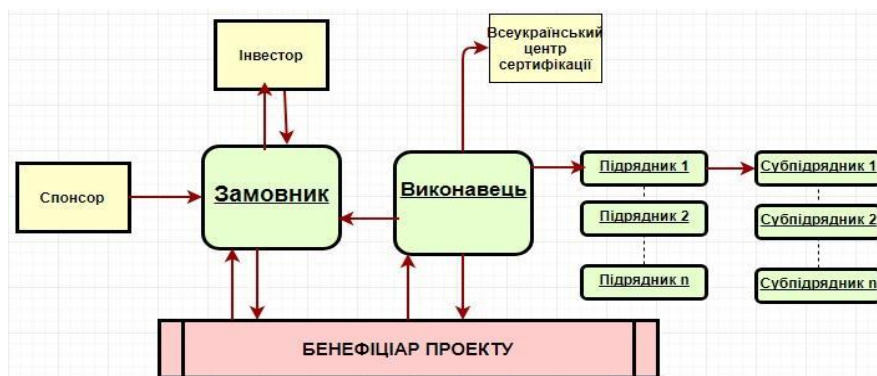 Всеукраїнський
центр
сертифікації
Інвестор
Спонсор
Замовник
Виконавець
Підрядник 1
Субпідрядник 1
Підрядник 2
Субпідрядник 2
Підрядник n
Субпідрядник n
БЕНЕФІЦІАР ПРОЕКТУ